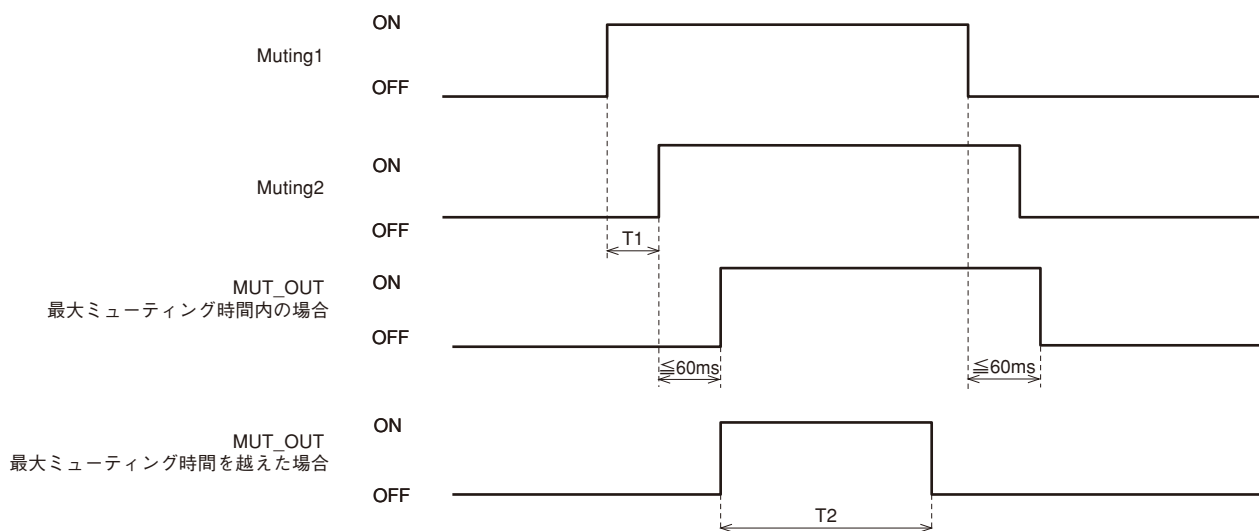 ON
Muting1
OFF
ON
Muting2
OFF
T1
MUT_OUT
最大ミューティング時間内の場合
ON
OFF
≦60ms
≦60ms
ON
MUT_OUT
最大ミューティング時間を越えた場合
OFF
T2